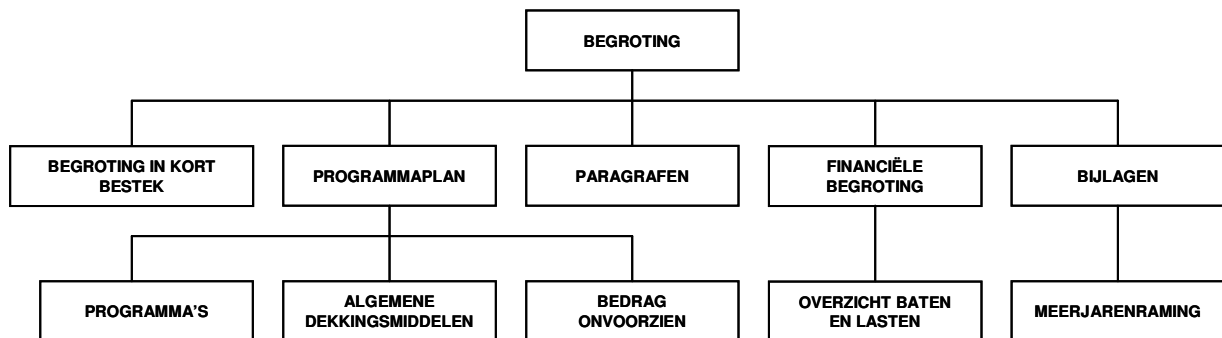 BEGROTING
BEGROTING IN KORT
BESTEK
PROGRAMMAPLAN
PARAGRAFEN
FINANCIËLE
BEGROTING
BIJLAGEN
PROGRAMMA'S
ALGEMENE
DEKKINGSMIDDELEN
BEDRAG
ONVOORZIEN
OVERZICHT BATEN
EN LASTEN
MEERJARENRAMING